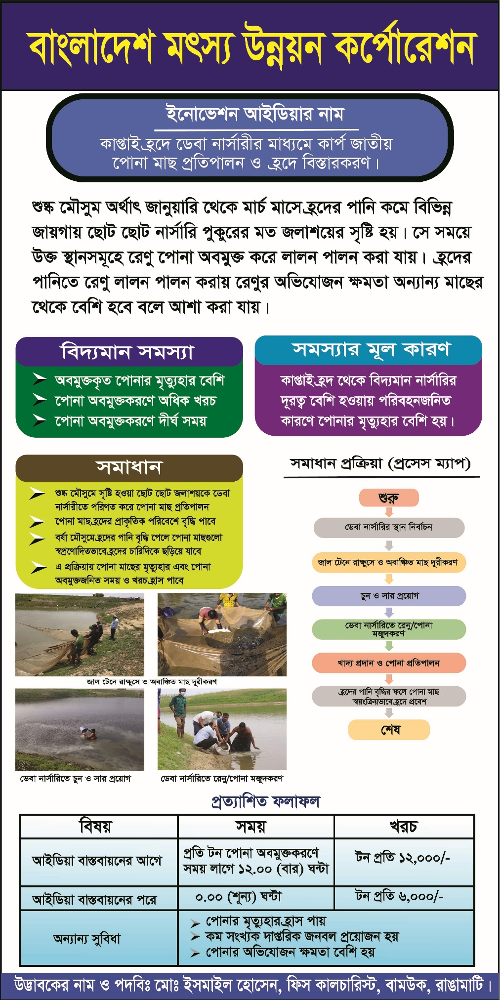 বাংলাদেশ মৎস্য উন্নয়ন কর্পোরেশন
ইনোভেশন আইডিয়ার নাম
কাপ্তাই হ্রদে ডেবা নার্সারীর মাধ্যমে কার্প জাতীয়
পোনা মাছ প্রতিপালন ও হ্রদে বিস্তারকরণ।
শুষ্ক মৌসুম অর্থাৎ জানুয়ারি থেকে মার্চ মাসে হ্রদের পানি কমে বিভিন্ন
জায়গায় ছোট ছোট নার্সারি পুকুরের মত জলাশয়ের সৃষ্টি হয়। সে সময়ে
উক্ত স্থানসমূহে রেণু পোনা অবমুক্ত করে লালন পালন করা যায়। হ্রদের
পানিতে রেণু লালন পালন করায় রেণুর অভিযোজন ক্ষমতা অন্যান্য মাছের
থেকে বেশি হবে বলে আশা করা যায়।
বিদ্যমান সমস্যা
অবমুক্তকৃত পোনার মৃত্যুহার বেশি
পোনা অবমুক্তকরণে অধিক খরচ
পোনা অবমুক্তকরণে দীর্ঘ সময়
সমস্যার মূল কারণ
কাপ্তাই হ্রদ থেকে বিদ্যমান নার্সারির
দূরত্ব বেশি হওয়ায় পরিবহনজনিত
কারণে পোনার মৃত্যুহার বেশি হয়।
সমাধান
শুষ্ক মৌসুমে সৃষ্টি হওয়া ছোট ছোট জলাশয়কে ডেবা
নার্সারীতে পরিণত করে পোনা মাছ প্রতিপালন
পোনা মাছ হ্রদের প্রাকৃতিক পরিবেশে বৃদ্ধি পাবে
বর্ষা মৌসুমে হ্রদের পানি বৃদ্ধি পেলে পোনা মাছগুলো
স্বপ্রণোদিতভাবে হ্রদের চারিদিকে ছড়িয়ে যাবে
এ প্রক্রিয়ায় পোনা মাছের মৃত্যুহার এবং পোনা
অবমুক্তজনিত সময় ও খরচ হ্রাস পাবে
সমাধান প্রক্রিয়া (প্রসেস ম্যাপ)
শুরু
ডেবা নার্সারির স্থান নির্বাচন
জাল টেনে রাক্ষুসে ও অবাঞ্চিত মাছ দূরীকরণ
চুন ও সার প্রয়োগ
ডেবা নার্সারিতে রেনু/পোনা
মজুদকরণ
খাদ্য প্রদান ও পোনা প্রতিপালন
হ্রদের পানি বৃদ্ধির ফলে পোনা মাছ
স্বয়ংক্রিয়ভাবে হ্রদে প্রবেশ
শেষ
জাল টেনে রাক্ষুসে ও অবাঞ্চিত মাছ দূরীকরণ
ডেবা নার্সারিতে চুন ও সার প্রয়োগ
ডেবা নার্সারিতে রেনু/পোনা মজুদকরণ
প্রত্যাশিত ফলাফল
বিষয় সময় খরচ
আইডিয়া বাস্তবায়নের আগে প্রতি টন পোনা অবমুক্তকরণে
সময় লাগে ১২.০০ (বার) ঘন্টা টন প্রতি ১২,০০০/-
আইডিয়া বাস্তবায়নের পরে ০.০০ (শূন্য) ঘন্টা টন প্রতি ৬,০০০/-
অন্যান্য সুবিধা
পোনার মৃত্যুহার হ্রাস পায়
কম সংখ্যক দাপ্তরিক জনবল প্রয়োজন হয়
পোনার অভিযোজন ক্ষমতা বেশি হয়
উদ্ভাবকের নাম ও পদবিঃ মোঃ ইসমাইল হোসেন, ফিস কালচারিস্ট, বামউক, রাঙামাটি।